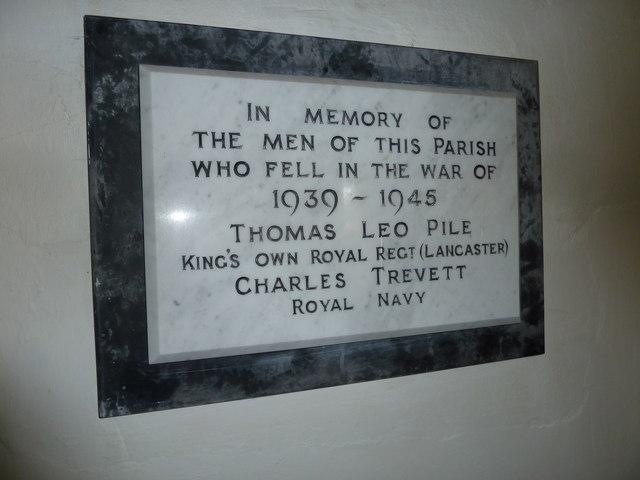 IN MEMORY OF
THE MEN OF THIS PARISH
WHO FELL IN THE WAR OF
1939 - 1945
THOMAS LEO PILE
KING'S OWN ROYAL REGT (LANCASTER)
CHARLES TREVETT
ROYAL NAVY